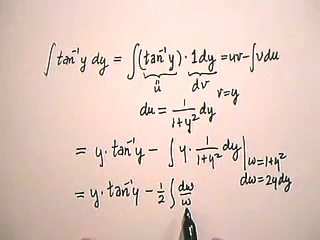 ∫tan⁻¹y dy = ∫(tan⁻¹y)·1dy = uv-∫vdu
u dv
v=y
du = 1/(1+y²) dy
= y·tan⁻¹y - ∫y·1/(1+y²) dy | w=1+y²
dw=2ydy
= y·tan⁻¹y - 1/2∫dw/w